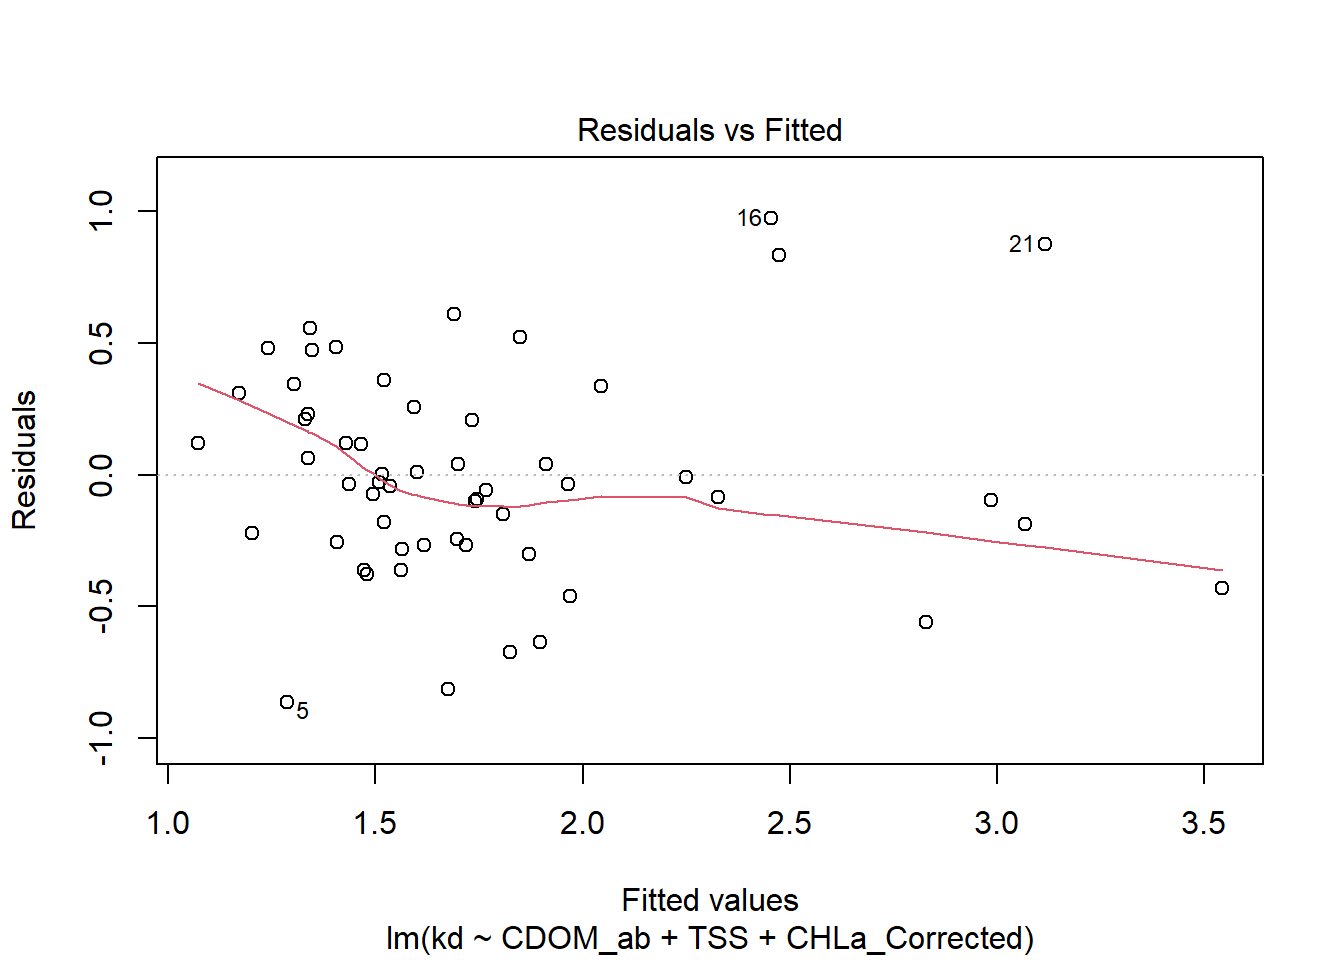 Residuals vs Fitted
Residuals
1.0
0.5
0.0
-0.5
-1.0
16
21
5
1.0 1.5 2.0 2.5 3.0 3.5
Fitted values
lm(kd ~ CDOM_ab + TSS + CHLa_Corrected)